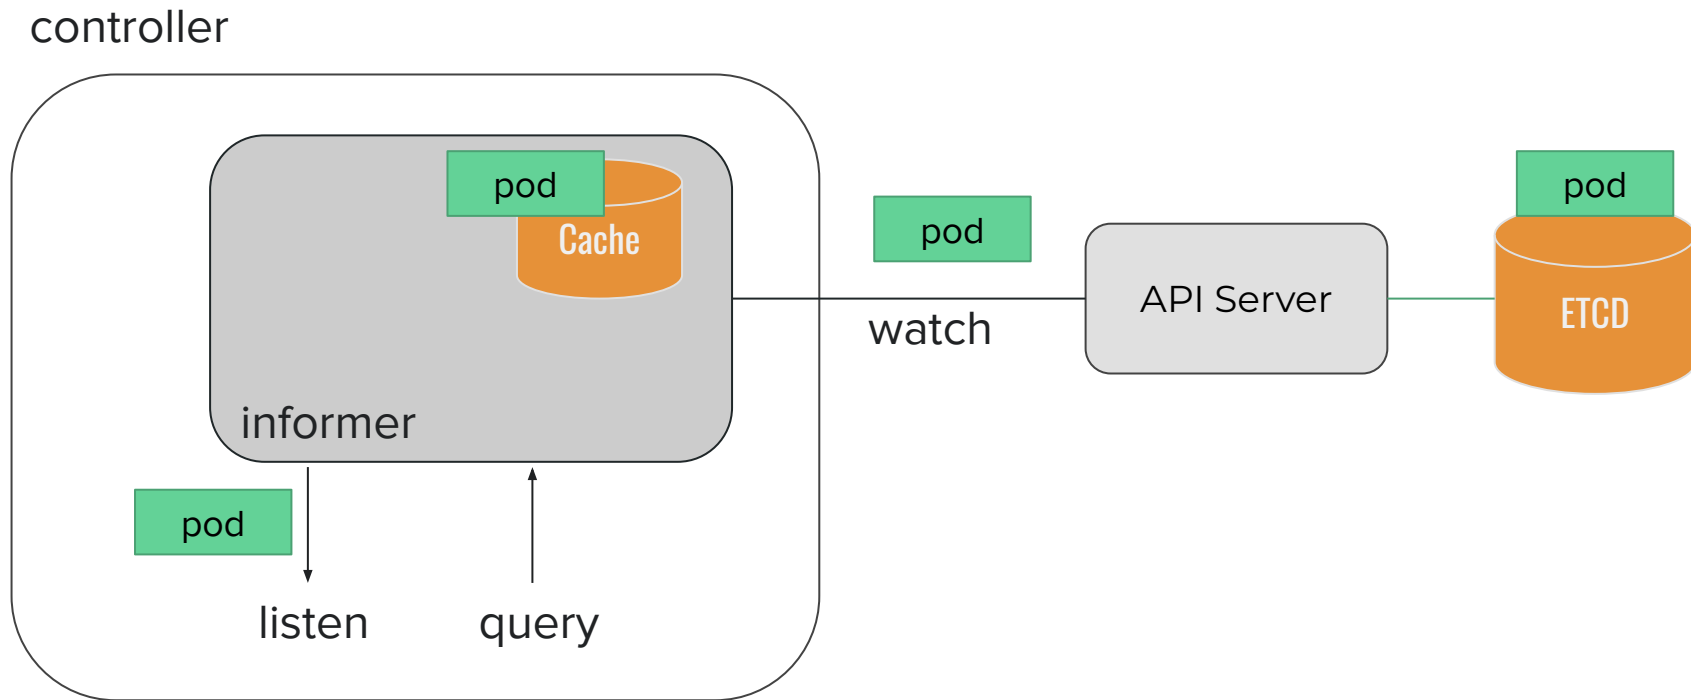 controller
pod
Cache
informer
pod
listen
query
pod
watch
API Server
pod
ETCD